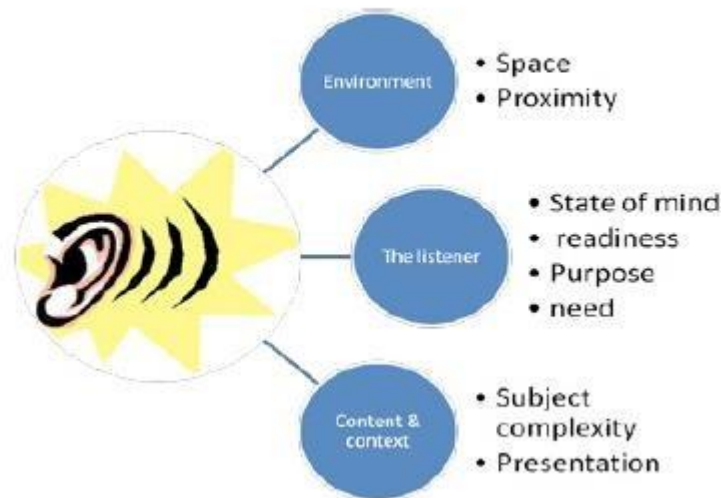 Environment
• Space
• Proximity
The listener
• State of mind
• readiness
• Purpose
• need
Content &
context
• Subject
complexity
• Presentation